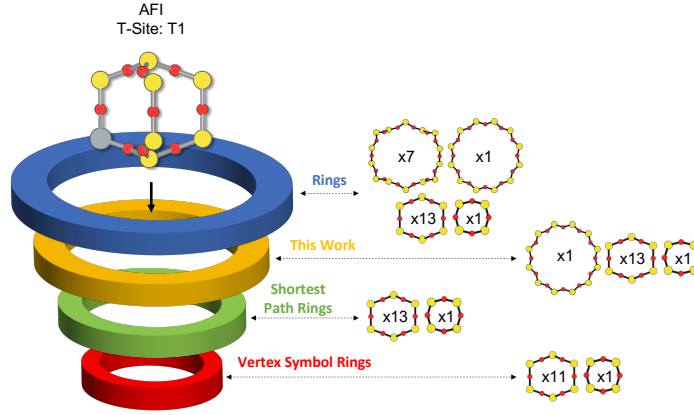 AFI
T-Site: T1
x7
x1
Rings
x13
x1
This Work
x1
x13
x1
Shortest
Path Rings
x13
x1
Vertex Symbol Rings
x11
x1